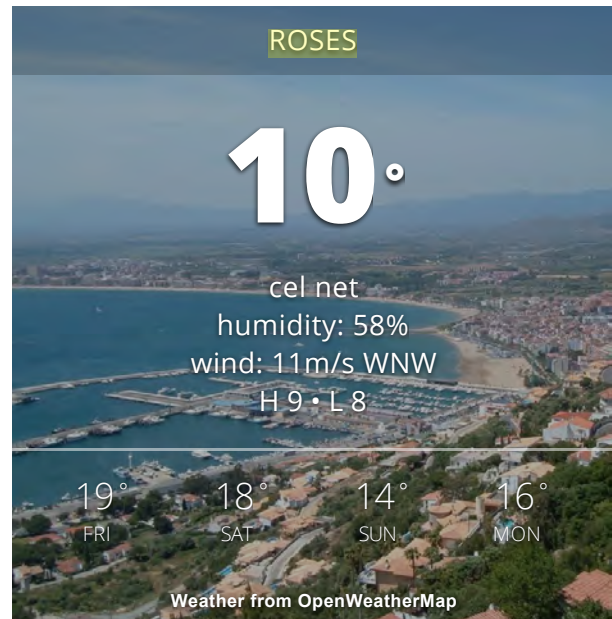 ROSES
10°
cel net
humidity: 58%
wind: 11m/s WNW
H 9 • L 8
19° 18° 14° 16°
FRI SAT SUN MON
Weather from OpenWeatherMap